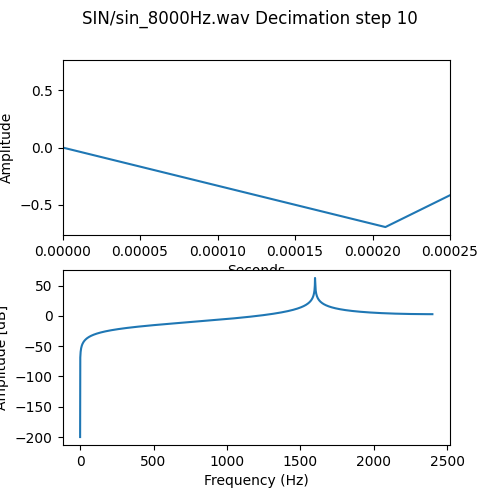 SIN/sin_8000Hz.wav Decimation step 10
Amplitude
0.5
0.0
−0.5
0.00000 0.00005 0.00010 0.00015 0.00020 0.00025
Seconds
Amplitude [dB]
50
0
−50
−100
−150
−200
0 500 1000 1500 2000 2500
Frequency (Hz)